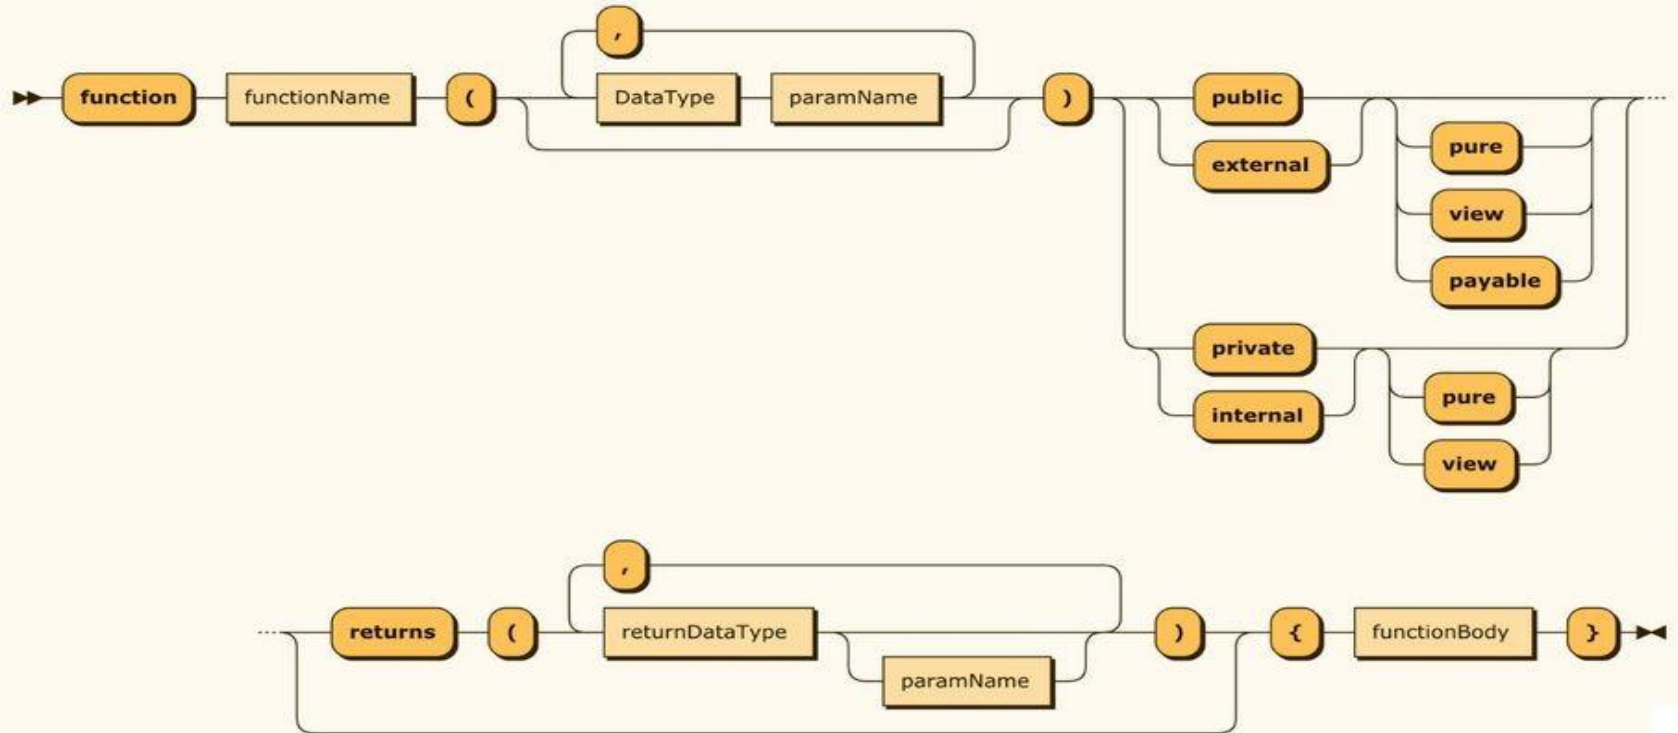 ,
function functionName ( DataType paramName ) public
pure
external
view
payable
private
pure
internal
view
,
returns ( returnDataType ) { functionBody }
paramName